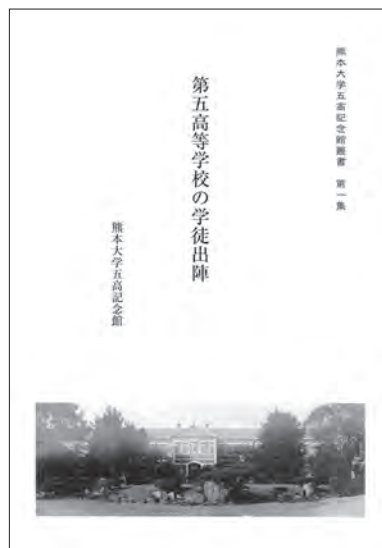 熊本大学五高記念館叢書 第一集
第五高等学校の学徒出陣
熊本大学五高記念館